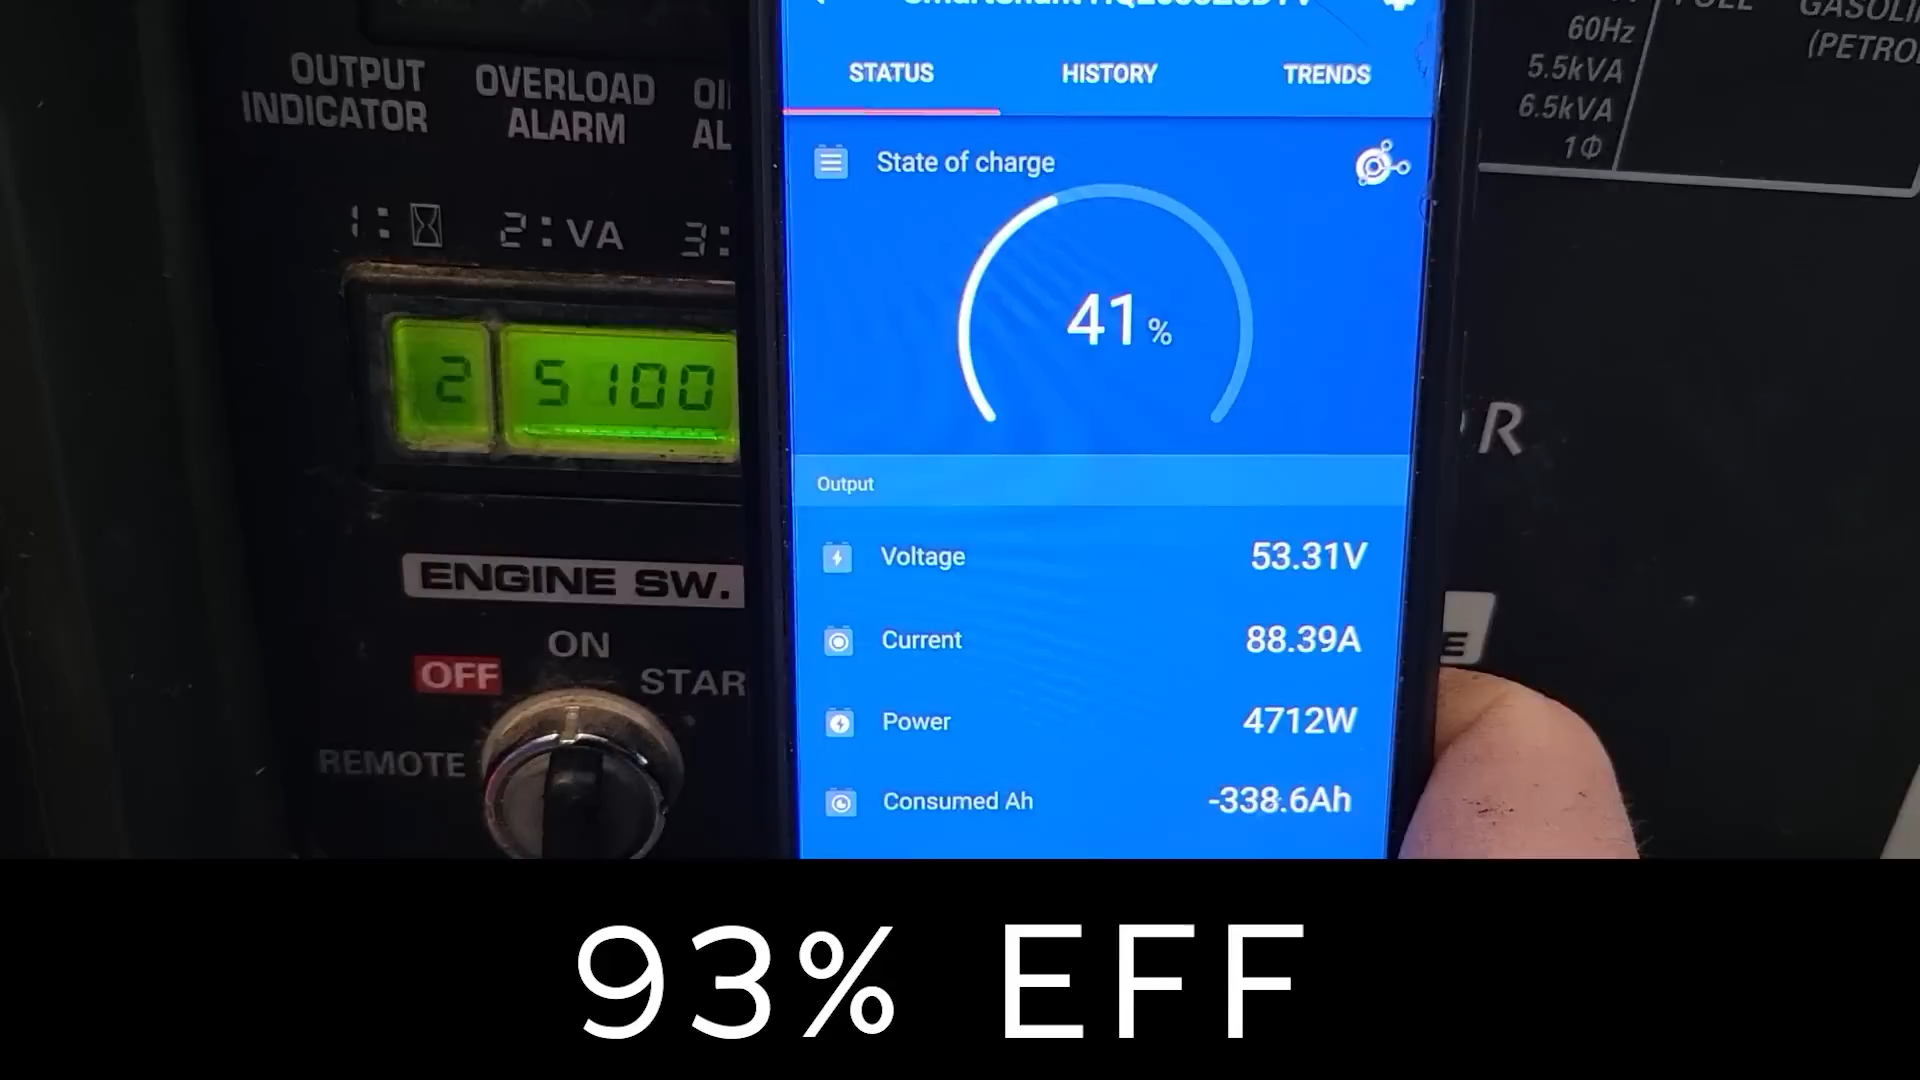 60Hz
5.5kVA
6.5kVA
1Φ
(PETRO
STATUS
HISTORY
TRENDS
OUTPUT
INDICATOR
OVERLOAD
ALARM
OI
AL
State of charge
1:
2:VA
3:
41%
2
5100
R
Output
Voltage
53.31V
ENGINE SW.
Current
88.39A
ON
OFF
STAR
Power
4712W
REMOTE
Consumed Ah
-338.6Ah
93% EFF